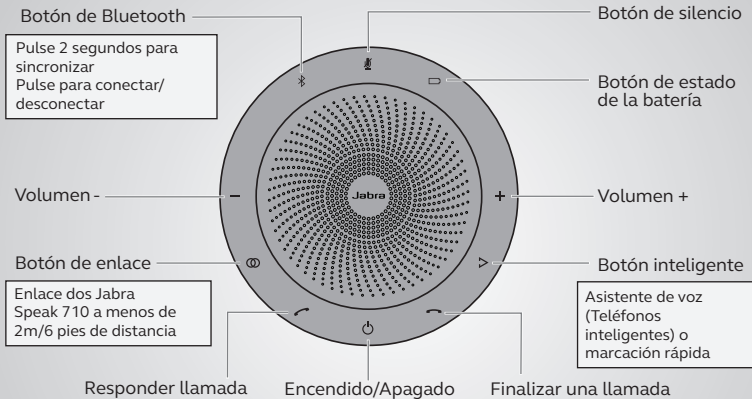 Botón de Bluetooth
Pulse 2 segundos para
sincronizar
Pulse para conectar/
desconectar
Botón de silencio
Botón de estado
de la batería
Volumen -
Jabra
Volumen +
Botón de enlace
Enlace dos Jabra
Speak 710 a menos de
2m/6 pies de distancia
Botón inteligente
Asistente de voz
(Teléfonos
inteligentes) o
marcación rápida
Responder llamada
Encendido/Apagado
Finalizar una llamada